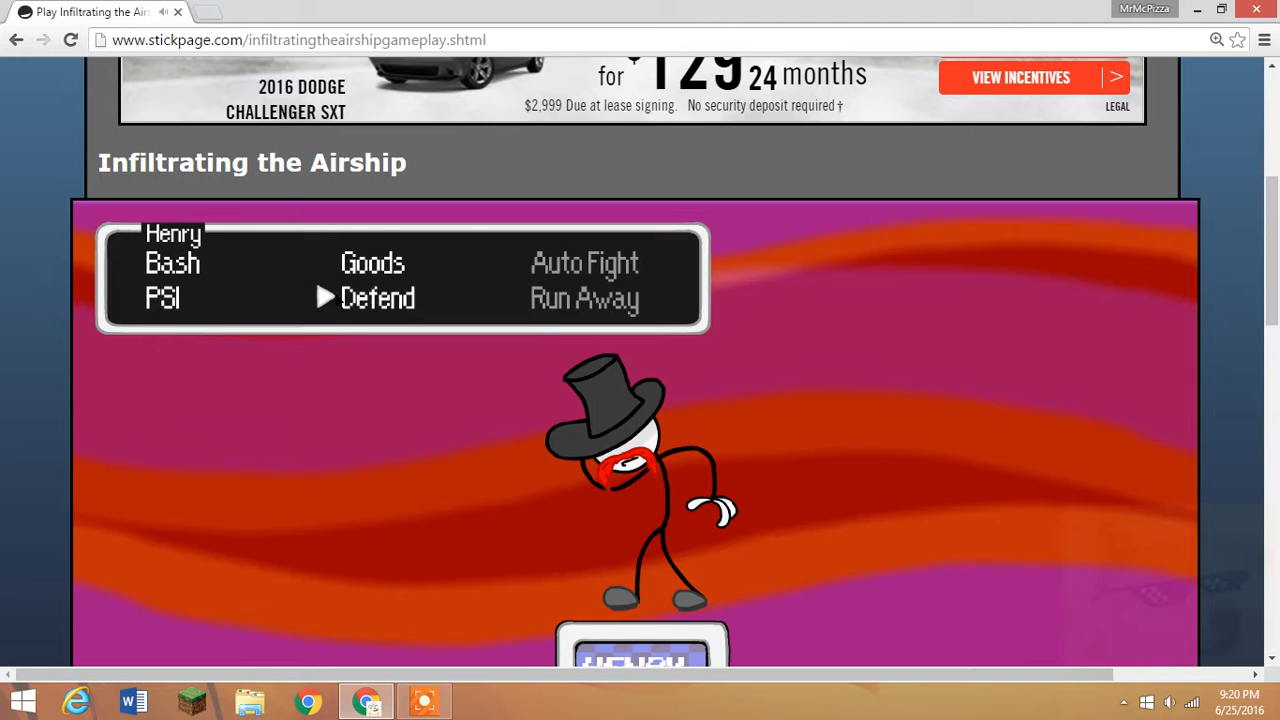 Play Infiltrating the Air
MrMcPizza
www.stickpage.com/infiltratingtheairshipgameplay.shtml
2016 DODGE
CHALLENGER SXT
for $129 24 months
$2,999 Due at lease signing. No security deposit required †
VIEW INCENTIVES >
LEGAL
Infiltrating the Airship
Henry
Bash Goods Auto Fight
PSI Defend Run Away
HENRY
9:20 PM
6/25/2016